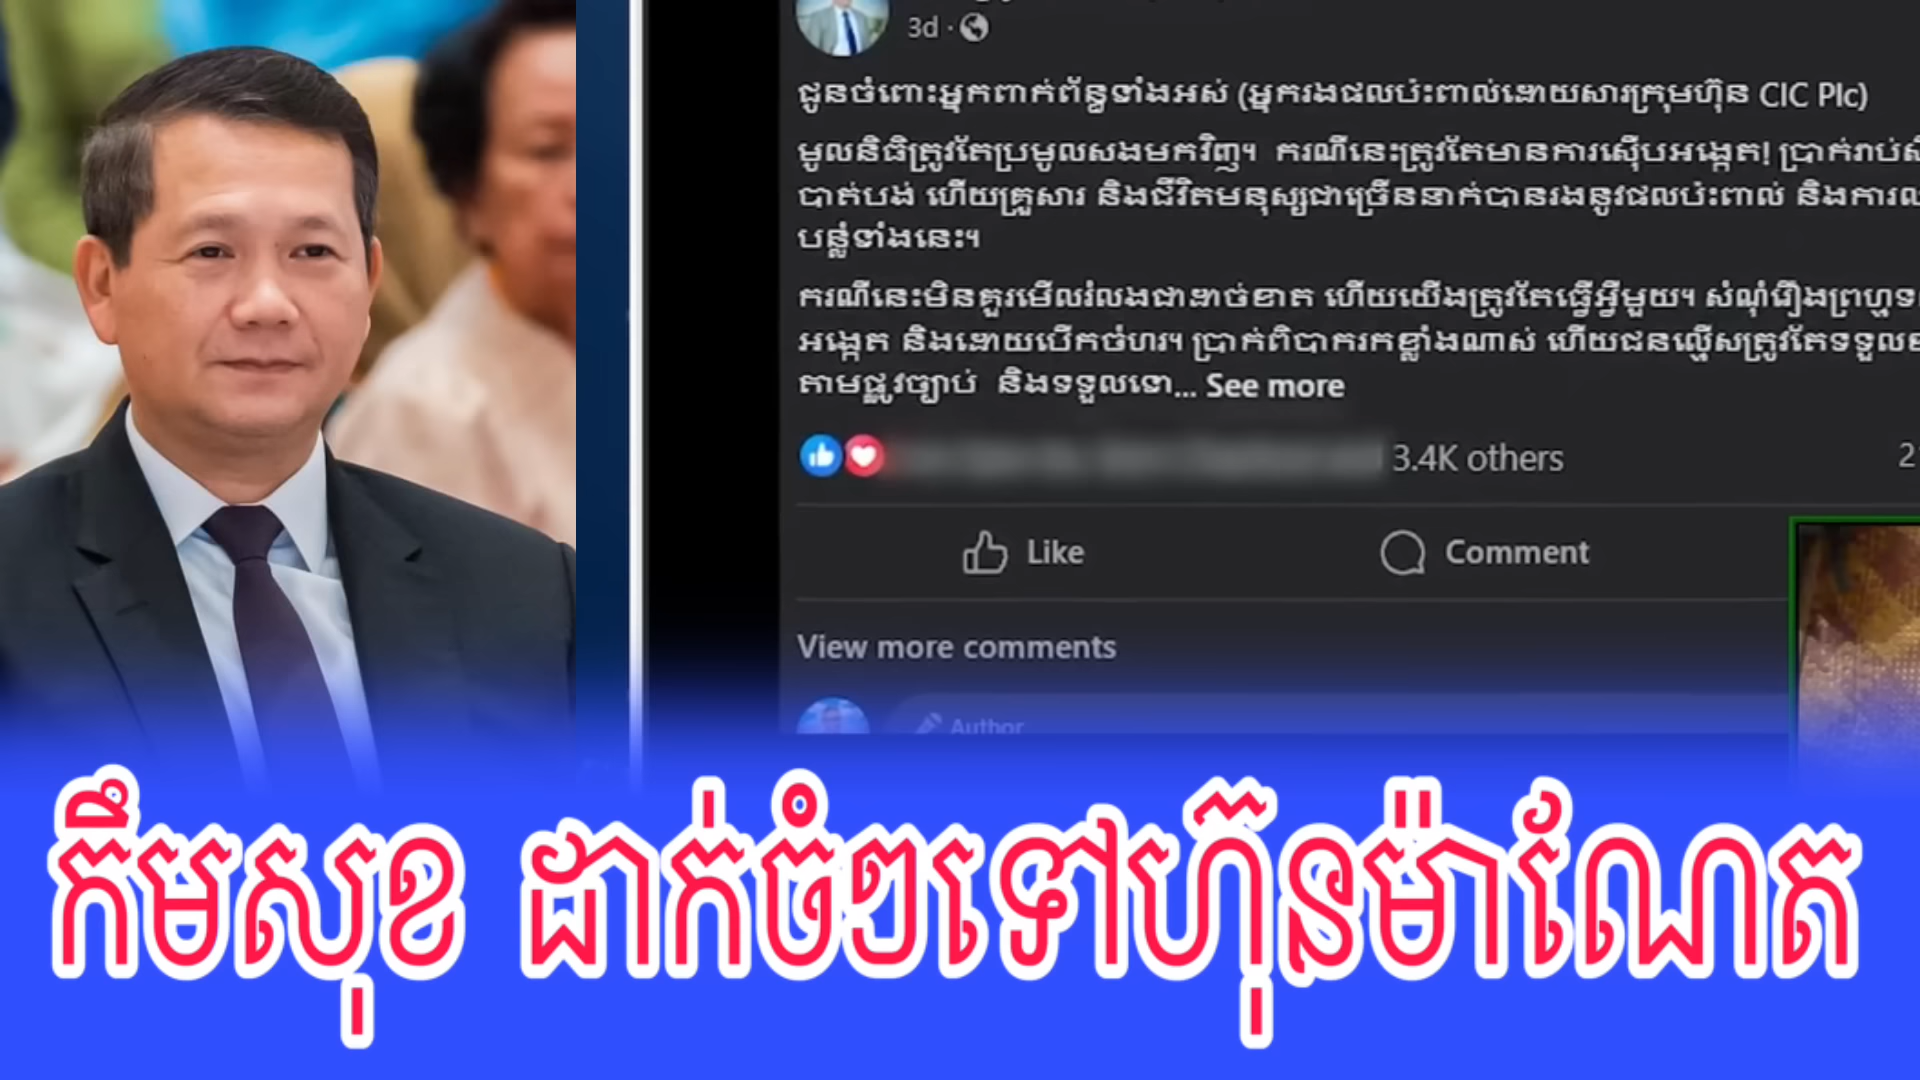 3d ·
ជូនចំពោះអ្នកពាក់ព័ន្ធទាំងអស់ (អ្នករងផលប៉ះពាល់ដោយសារក្រុមហ៊ុន CIC Plc)
មូលនិធិត្រូវតែប្រមូលសងមកវិញ។ ករណីនេះត្រូវតែមានការស៊ើបអង្កេត! ប្រាក់រាប់
បាត់បង់ ហើយគ្រួសារ និងជីវិតមនុស្សជាច្រើននាក់បានរងនូវផលប៉ះពាល់ និងការ
បន្លំទាំងនេះ។
ករណីនេះមិនគួរមើលរំលងជាដាច់ខាត ហើយយើងត្រូវតែធ្វើអ្វីមួយ។ សំណុំរឿងព្រហ្មទ
អង្កេត និងដោយបើកចំហរ។ ប្រាក់ពិបាករកខ្លាំងណាស់ ហើយជនល្មើសត្រូវតែទទួល
តាមផ្លូវច្បាប់ និងទទួលទោ... See more
3.4K others
Like Comment
View more comments
Author
កឹមសុខ ដាក់ចំៗទៅហ៊ុនម៉ាណែត